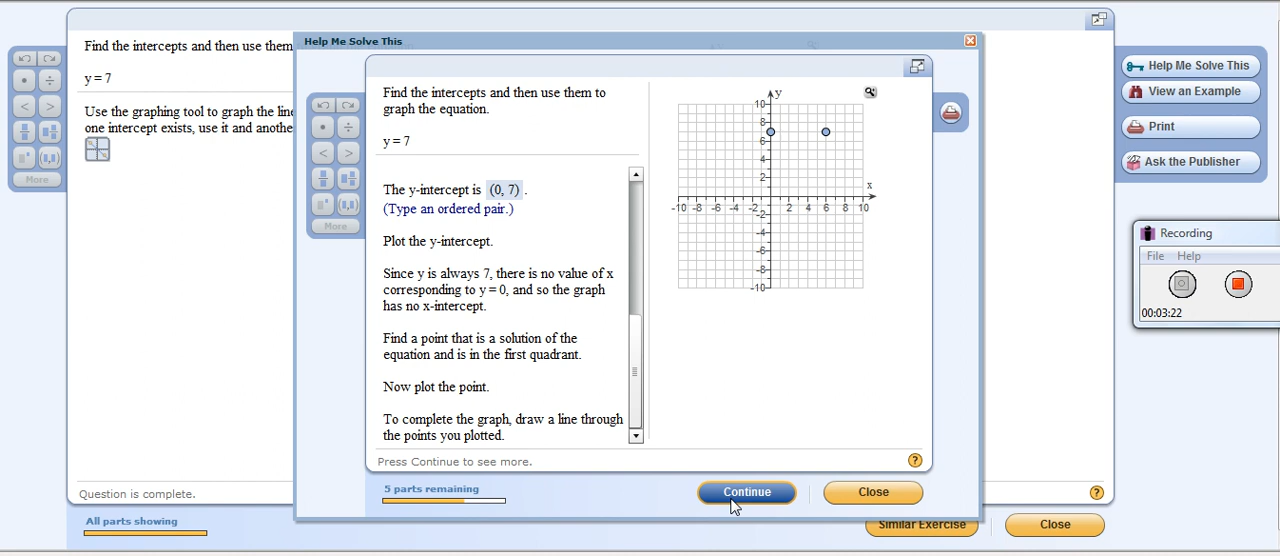 Find the intercepts and then use them
y = 7
Use the graphing tool to graph the line
one intercept exists, use it and anothe
More
Question is complete.
All parts showing
Similar Exercise
Close
Help Me Solve This
Find the intercepts and then use them to
graph the equation.
y = 7
More
The y-intercept is (0, 7) .
(Type an ordered pair.)
Plot the y-intercept.
Since y is always 7, there is no value of x
corresponding to y = 0, and so the graph
has no x-intercept.
Find a point that is a solution of the
equation and is in the first quadrant.
Now plot the point.
To complete the graph, draw a line through
the points you plotted.
Press Continue to see more.
5 parts remaining
Continue
Close
y
10
8
6
4
2
x
-10 -8 -6 -4 -2 2 4 6 8 10
-2
-4
-6
-8
-10
Help Me Solve This
View an Example
Print
Ask the Publisher
Recording
File Help
00:03:22